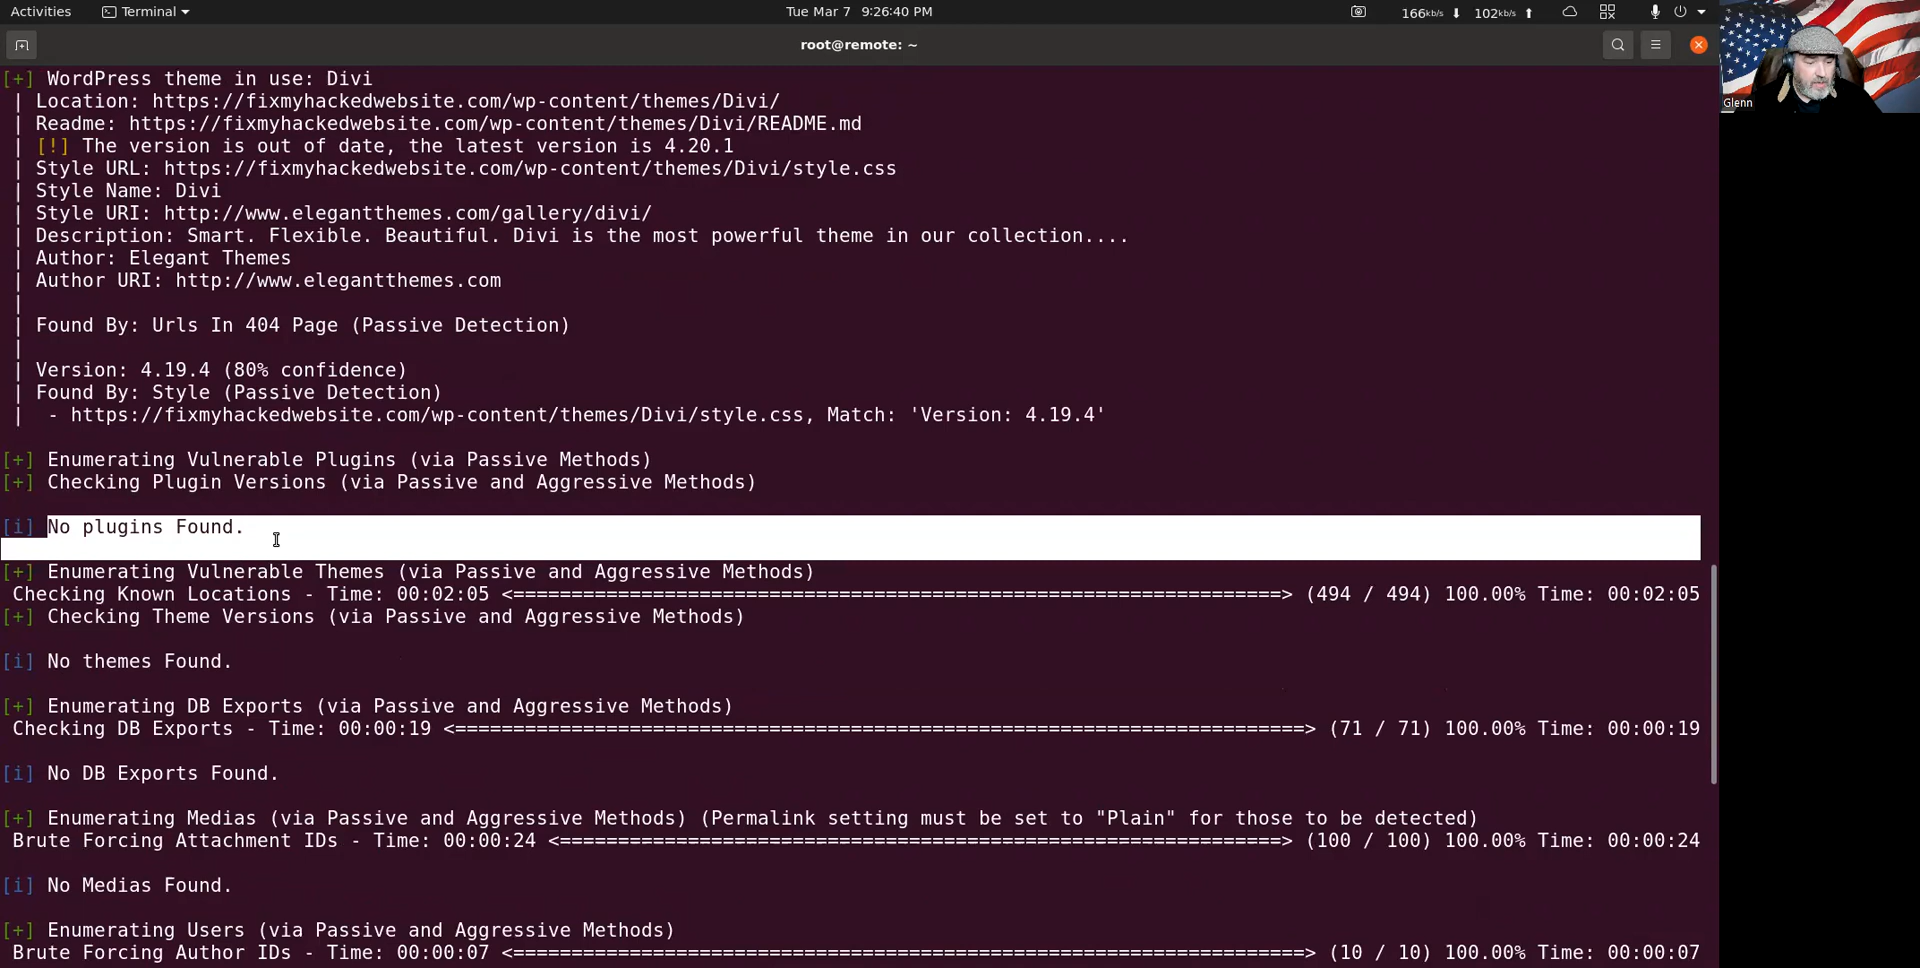 Activities Terminal Tue Mar 7 9:26:40 PM 166kb/s 102kb/s
root@remote: ~
Glenn
[+] WordPress theme in use: Divi
| Location: https://fixmyhackedwebsite.com/wp-content/themes/Divi/
| Readme: https://fixmyhackedwebsite.com/wp-content/themes/Divi/README.md
| [!] The version is out of date, the latest version is 4.20.1
| Style URL: https://fixmyhackedwebsite.com/wp-content/themes/Divi/style.css
| Style Name: Divi
| Style URI: http://www.elegantthemes.com/gallery/divi/
| Description: Smart. Flexible. Beautiful. Divi is the most powerful theme in our collection....
| Author: Elegant Themes
| Author URI: http://www.elegantthemes.com
|
| Found By: Urls In 404 Page (Passive Detection)
|
| Version: 4.19.4 (80% confidence)
| Found By: Style (Passive Detection)
|  - https://fixmyhackedwebsite.com/wp-content/themes/Divi/style.css, Match: 'Version: 4.19.4'
[+] Enumerating Vulnerable Plugins (via Passive Methods)
[+] Checking Plugin Versions (via Passive and Aggressive Methods)
[i] No plugins Found.
[+] Enumerating Vulnerable Themes (via Passive and Aggressive Methods)
Checking Known Locations - Time: 00:02:05 <==================================================================> (494 / 494) 100.00% Time: 00:02:05
[+] Checking Theme Versions (via Passive and Aggressive Methods)
[i] No themes Found.
[+] Enumerating DB Exports (via Passive and Aggressive Methods)
Checking DB Exports - Time: 00:00:19 <=========================================================================> (71 / 71) 100.00% Time: 00:00:19
[i] No DB Exports Found.
[+] Enumerating Medias (via Passive and Aggressive Methods) (Permalink setting must be set to "Plain" for those to be detected)
Brute Forcing Attachment IDs - Time: 00:00:24 <==============================================================> (100 / 100) 100.00% Time: 00:00:24
[i] No Medias Found.
[+] Enumerating Users (via Passive and Aggressive Methods)
Brute Forcing Author IDs - Time: 00:00:07 <====================================================================> (10 / 10) 100.00% Time: 00:00:07